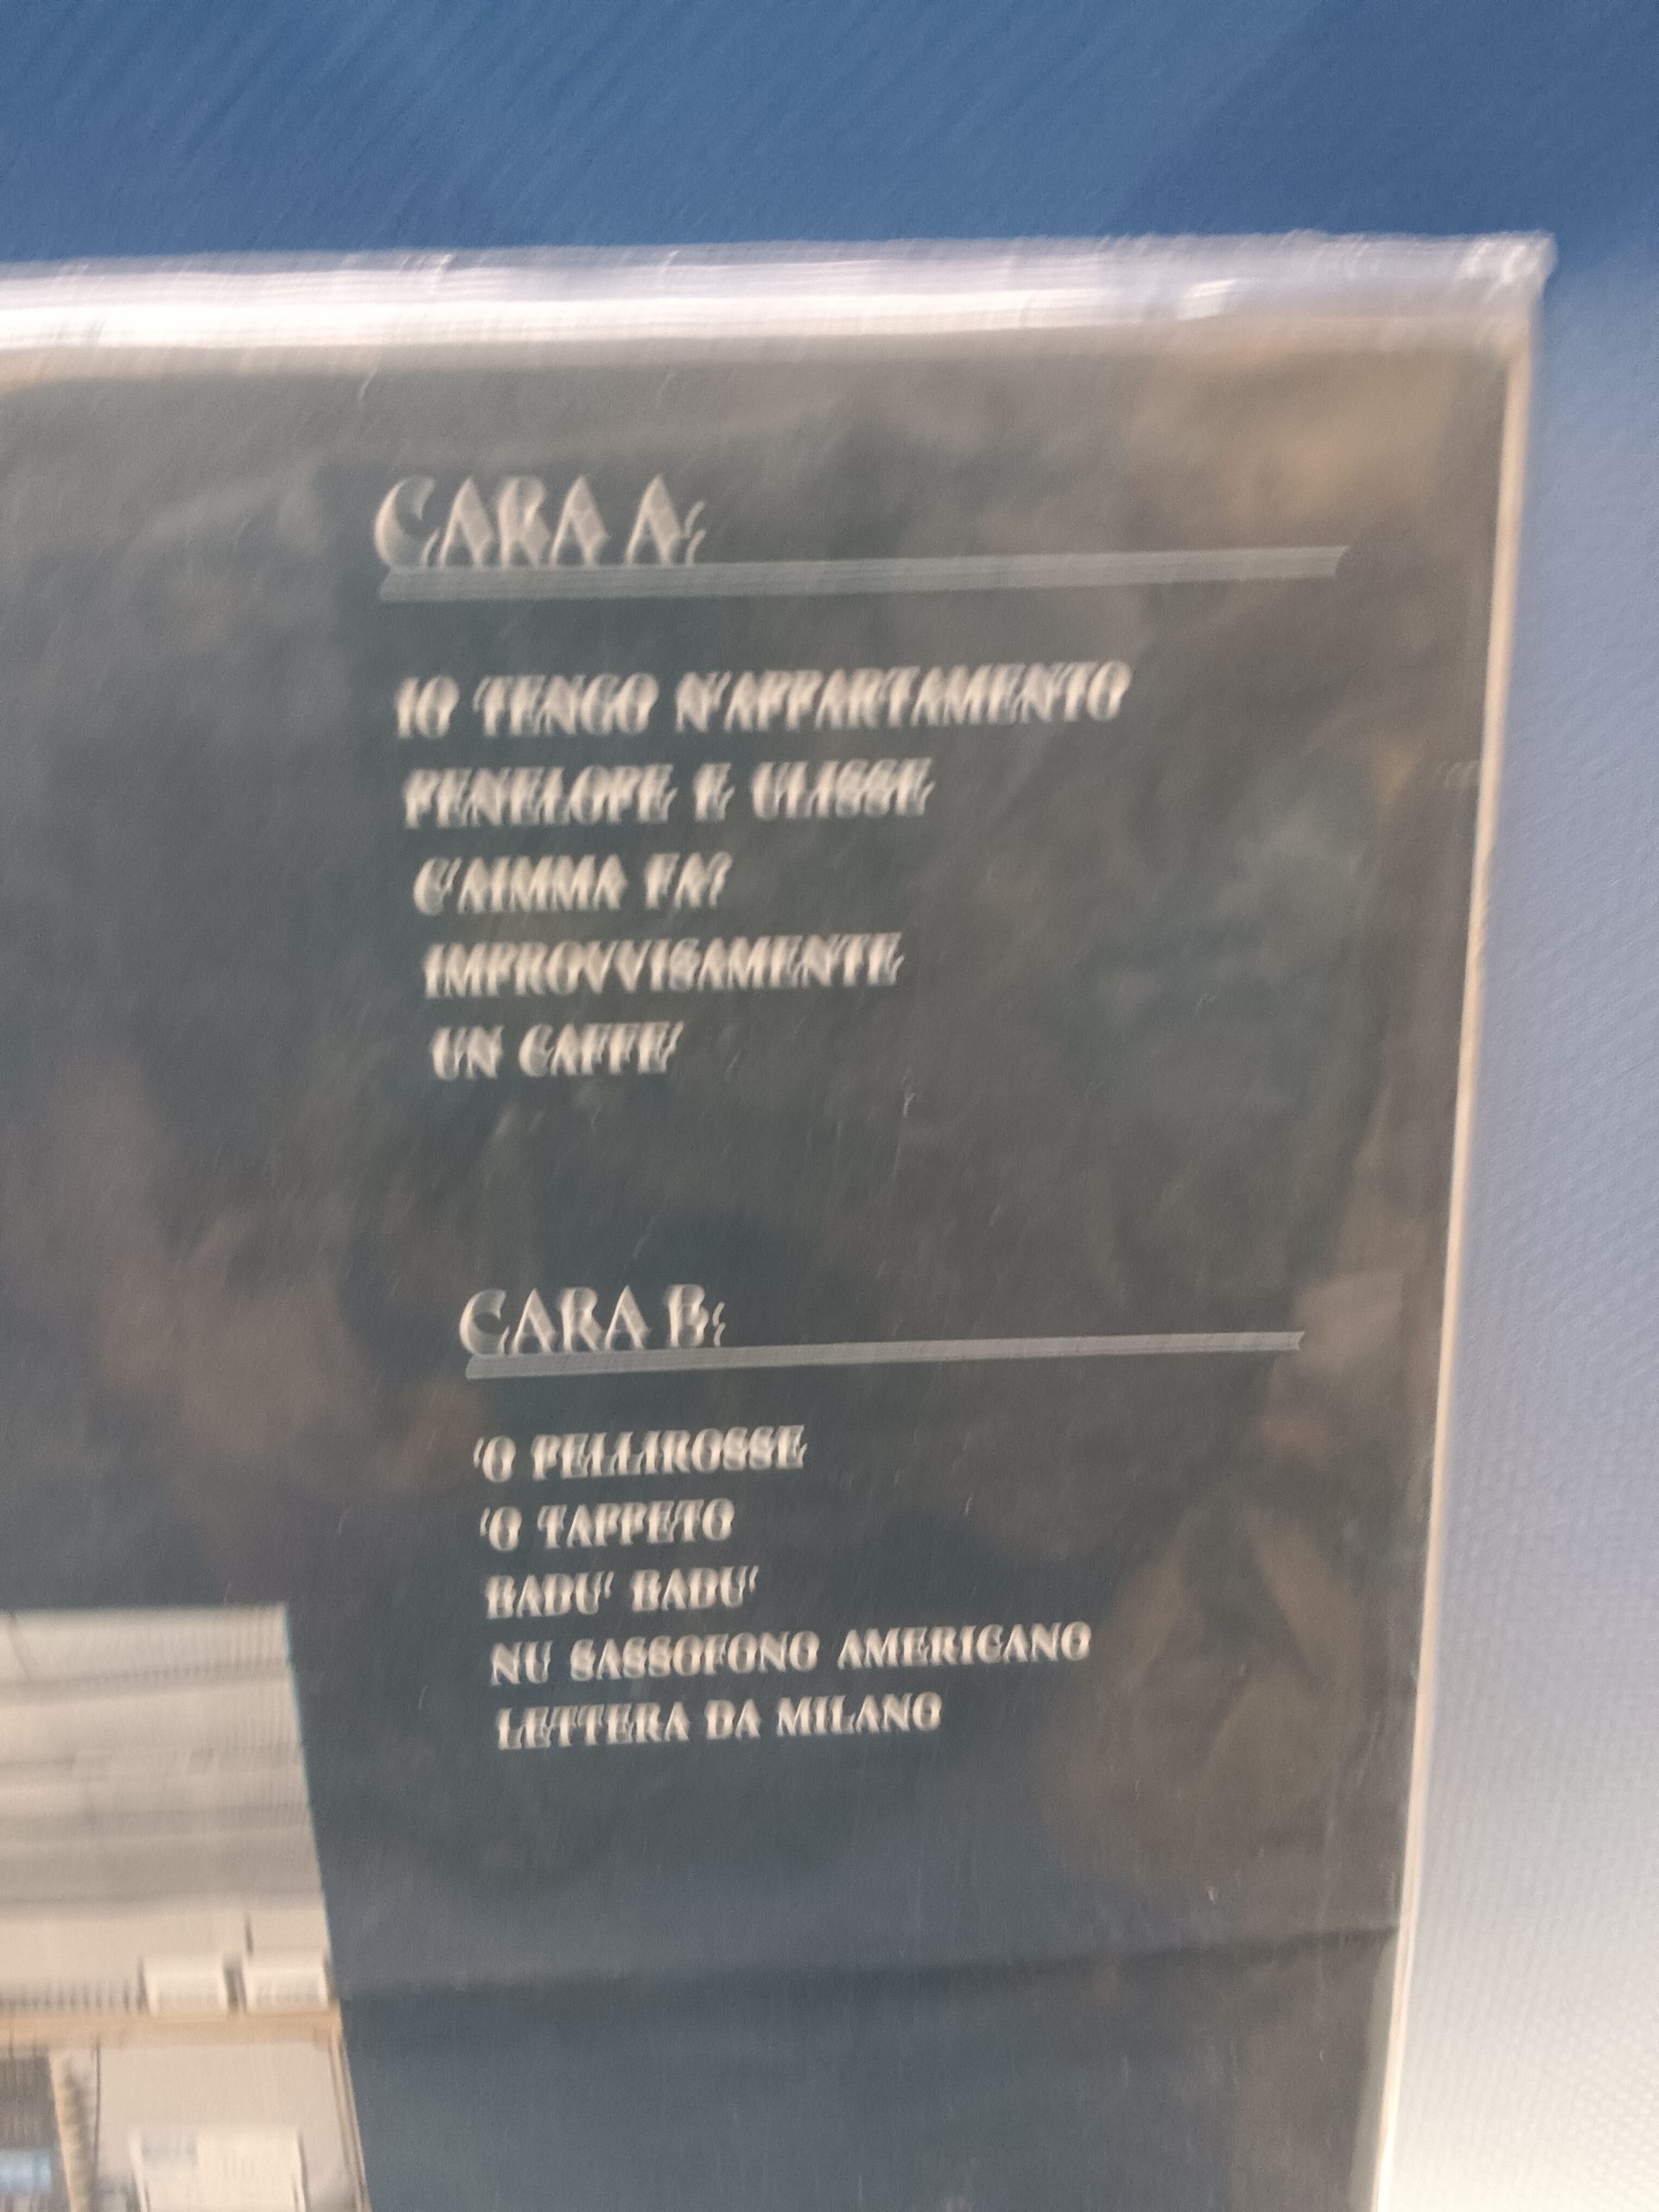 CARA A:
IO TENGO N'APPARTAMENTO
PENELOPE E ULISSE
C'AIMMA FA?
IMPROVVISAMENTE
UN CAFFE'
CARA B:
'O PELLIROSSE
'O TAPPETO
BADU' BADU'
NU SASSOFONO AMERICANO
LETTERA DA MILANO